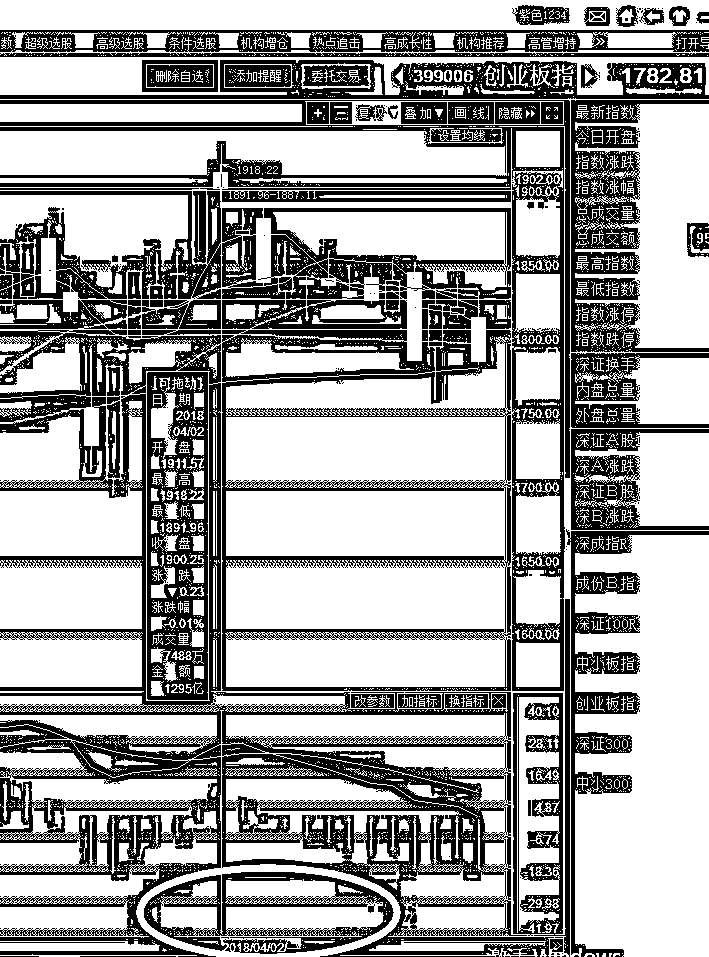 紫色1234
数 超级选股 高级选股 条件选股 机构增仓 热点追击 高成长性 机构推荐 高管增持 » 打开导
删除自选 添加提醒 委托交易 399006 创业板指 1782.81
复权 叠加▼ 画线 隐藏
设置均线
1918.22
1891.96-1887.11
1902.00
1900.00
1850.00
1800.00
1750.00
1700.00
1650.00
1600.00
[可拖动]
日 期
2018
04/02
开 盘
1911.57
最 高
1918.22
最 低
1891.96
收 盘
1900.25
涨 跌
▼0.23
涨跌幅
-0.01%
成交量
7488万
金 额
1295亿
改参数 加指标 换指标 X
40.10
28.11
16.49
4.87
-6.74
-18.36
-29.98
-41.97
2018/04/02
最新指数
今日开盘
指数涨跌
指数涨幅
总成交量
总成交额
最高指数
最低指数
指数涨停
指数跌停
深证换手
内盘总量
外盘总量
深证A股
深A涨跌
深证B股
深B涨跌
深成指R
成份B指
深证100R
中小板指
创业板指
深证300
中小300
激活 Windows